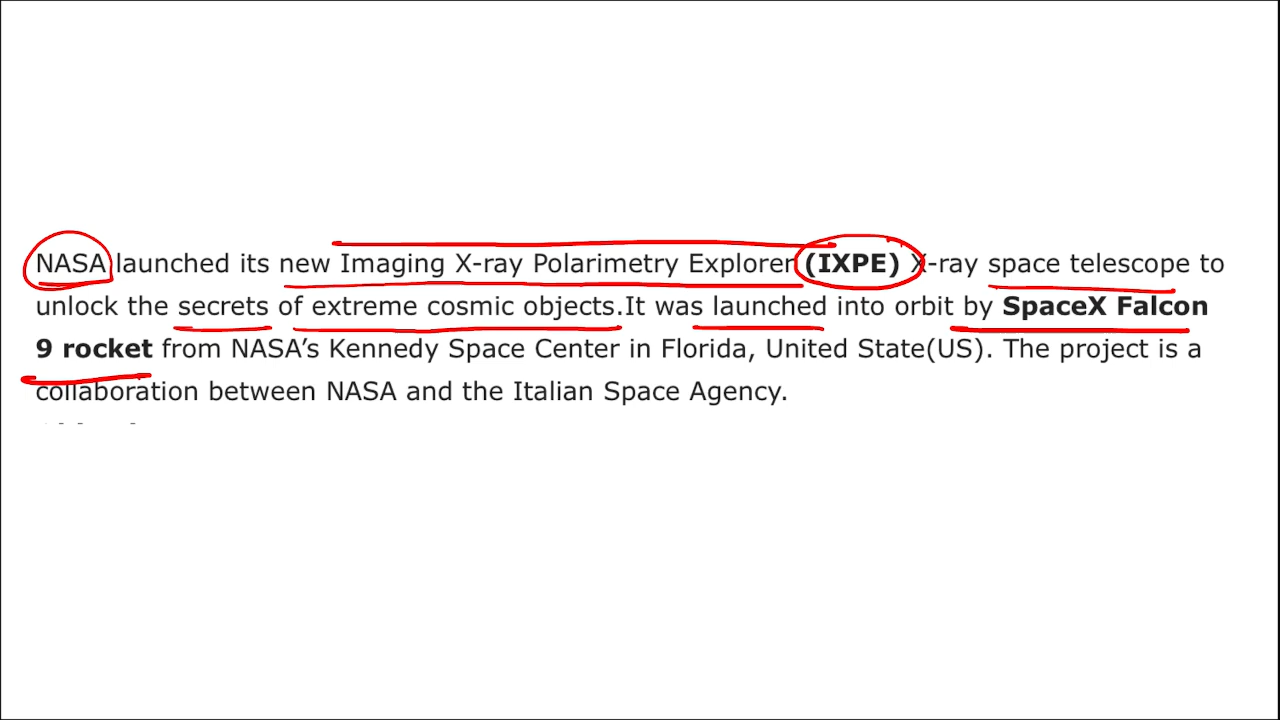 NASA launched its new Imaging X-ray Polarimetry Explorer (IXPE) X-ray space telescope to
unlock the secrets of extreme cosmic objects.It was launched into orbit by SpaceX Falcon
9 rocket from NASA’s Kennedy Space Center in Florida, United State(US). The project is a
collaboration between NASA and the Italian Space Agency.